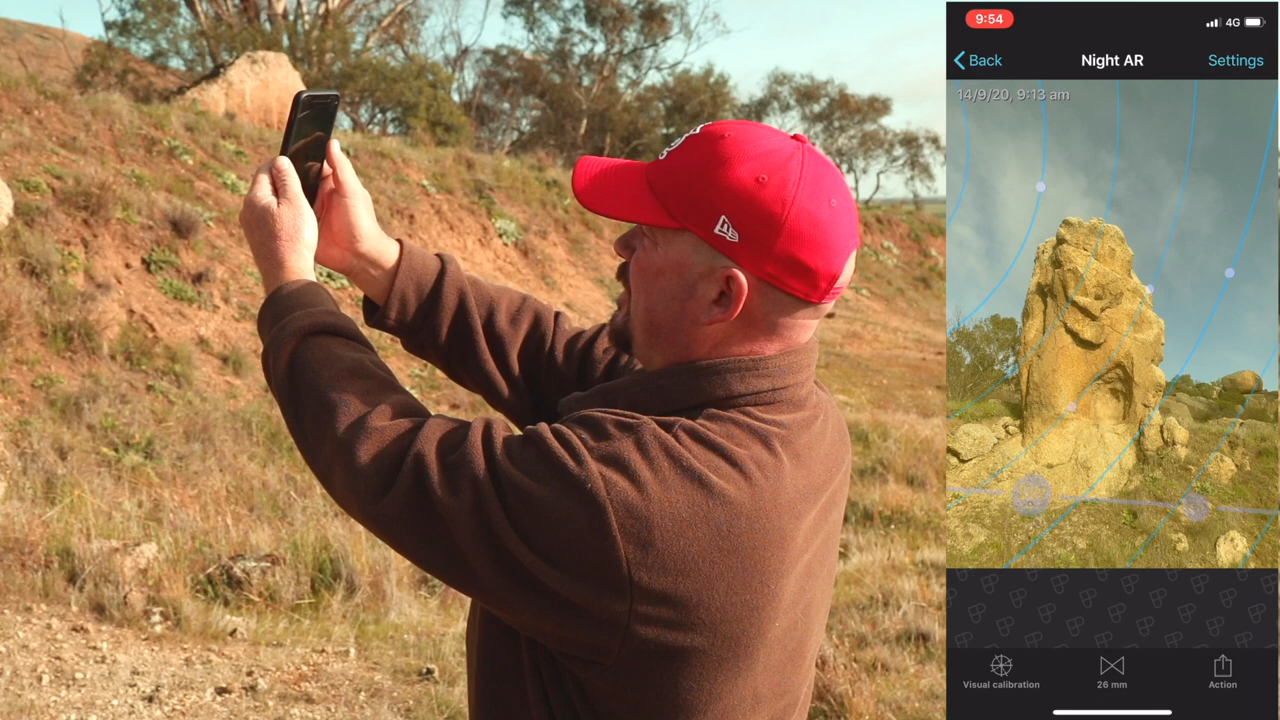 9:54
4G
Back
Night AR
Settings
14/9/20, 9:13 am
Visual calibration
26 mm
Action